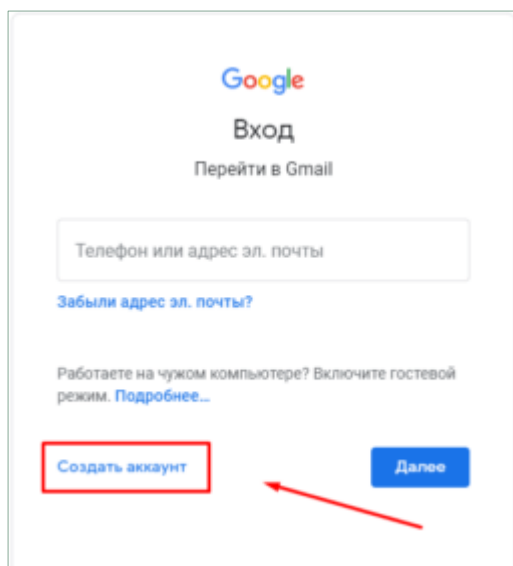 Google
Вход
Перейти в Gmail
Телефон или адрес эл. почты
Забыли адрес эл. почты?
Работаете на чужом компьютере? Включите гостевой
режим. Подробнее...
Создать аккаунт
Далее